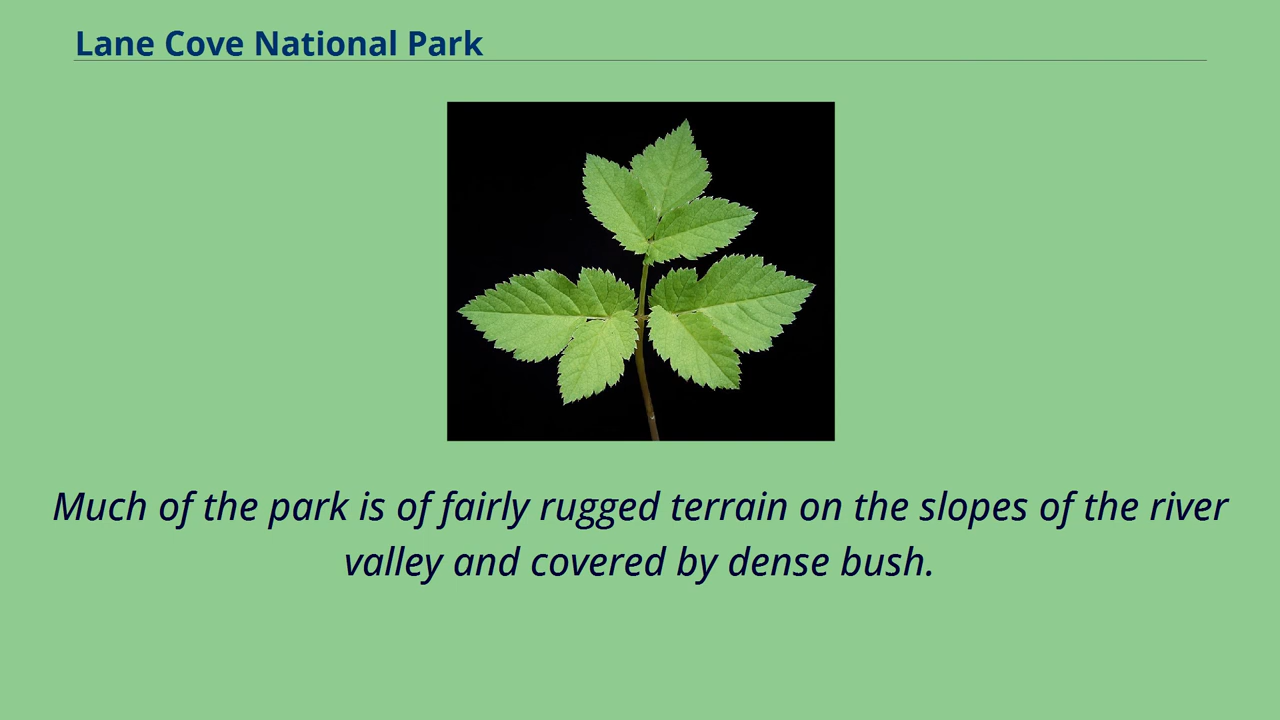 Lane Cove National Park
Much of the park is of fairly rugged terrain on the slopes of the river
valley and covered by dense bush.